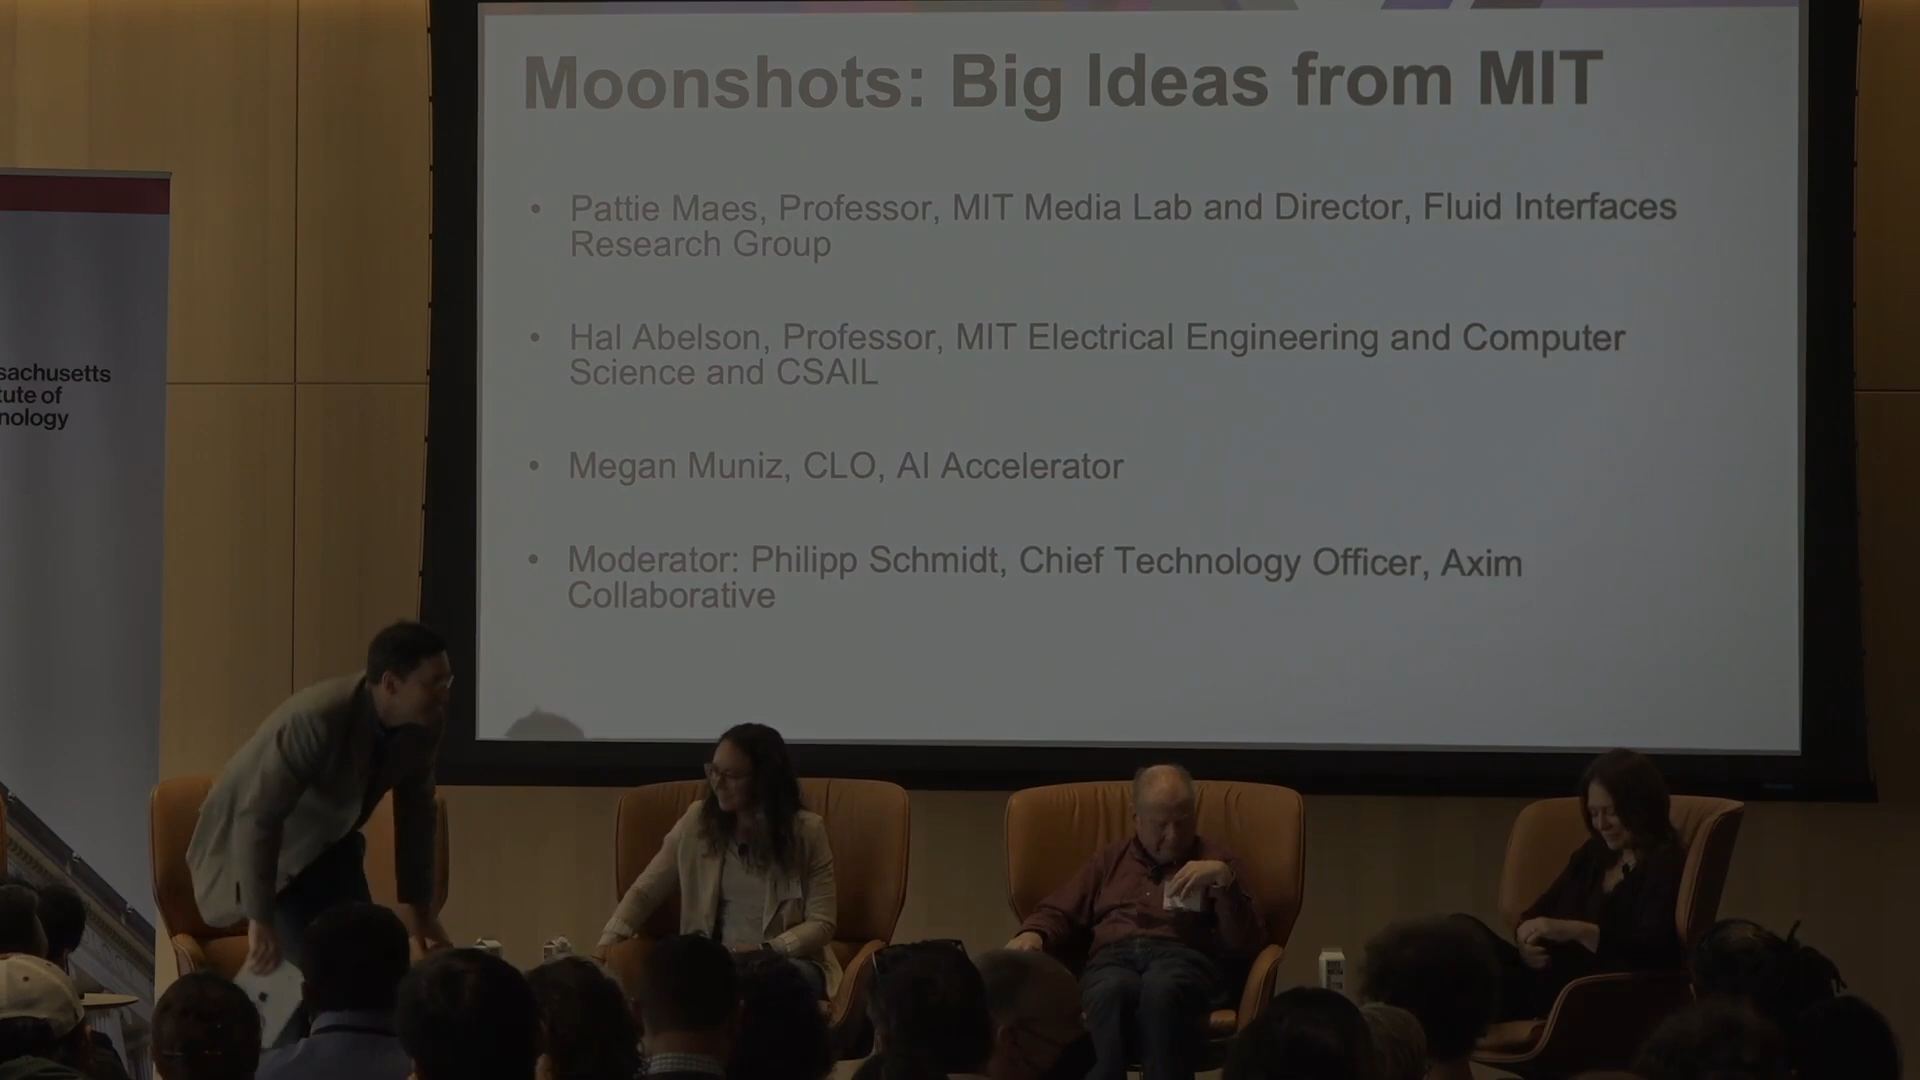 Moonshots: Big Ideas from MIT
• Pattie Maes, Professor, MIT Media Lab and Director, Fluid Interfaces
Research Group
• Hal Abelson, Professor, MIT Electrical Engineering and Computer
Science and CSAIL
• Megan Muniz, CLO, AI Accelerator
• Moderator: Philipp Schmidt, Chief Technology Officer, Axim
Collaborative
sachusetts
tute of
nology